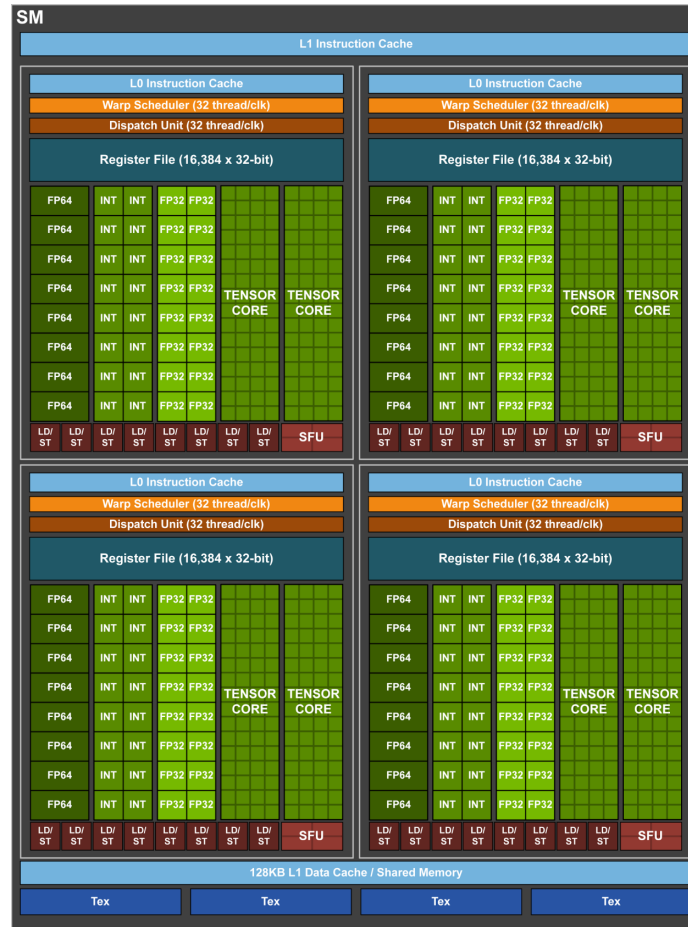 SM
L1 Instruction Cache
L0 Instruction Cache
Warp Scheduler (32 thread/clk)
Dispatch Unit (32 thread/clk)
Register File (16,384 x 32-bit)
FP64 INT INT FP32 FP32
FP64 INT INT FP32 FP32
FP64 INT INT FP32 FP32
FP64 INT INT FP32 FP32 TENSOR CORE TENSOR CORE
FP64 INT INT FP32 FP32
FP64 INT INT FP32 FP32
FP64 INT INT FP32 FP32
FP64 INT INT FP32 FP32
LD/ST LD/ST LD/ST LD/ST LD/ST LD/ST LD/ST LD/ST SFU
L0 Instruction Cache
Warp Scheduler (32 thread/clk)
Dispatch Unit (32 thread/clk)
Register File (16,384 x 32-bit)
FP64 INT INT FP32 FP32
FP64 INT INT FP32 FP32
FP64 INT INT FP32 FP32
FP64 INT INT FP32 FP32 TENSOR CORE TENSOR CORE
FP64 INT INT FP32 FP32
FP64 INT INT FP32 FP32
FP64 INT INT FP32 FP32
FP64 INT INT FP32 FP32
LD/ST LD/ST LD/ST LD/ST LD/ST LD/ST LD/ST LD/ST SFU
L0 Instruction Cache
Warp Scheduler (32 thread/clk)
Dispatch Unit (32 thread/clk)
Register File (16,384 x 32-bit)
FP64 INT INT FP32 FP32
FP64 INT INT FP32 FP32
FP64 INT INT FP32 FP32
FP64 INT INT FP32 FP32 TENSOR CORE TENSOR CORE
FP64 INT INT FP32 FP32
FP64 INT INT FP32 FP32
FP64 INT INT FP32 FP32
FP64 INT INT FP32 FP32
LD/ST LD/ST LD/ST LD/ST LD/ST LD/ST LD/ST LD/ST SFU
L0 Instruction Cache
Warp Scheduler (32 thread/clk)
Dispatch Unit (32 thread/clk)
Register File (16,384 x 32-bit)
FP64 INT INT FP32 FP32
FP64 INT INT FP32 FP32
FP64 INT INT FP32 FP32
FP64 INT INT FP32 FP32 TENSOR CORE TENSOR CORE
FP64 INT INT FP32 FP32
FP64 INT INT FP32 FP32
FP64 INT INT FP32 FP32
FP64 INT INT FP32 FP32
LD/ST LD/ST LD/ST LD/ST LD/ST LD/ST LD/ST LD/ST SFU
128KB L1 Data Cache / Shared Memory
Tex Tex Tex Tex